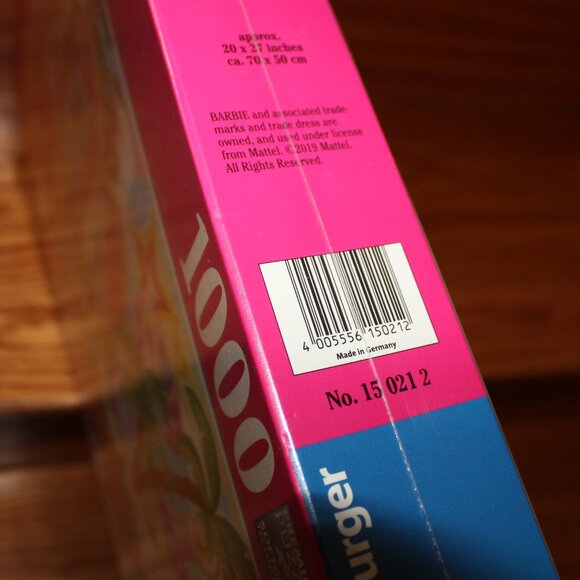 approx.
20 x 27 inches
ca. 70 x 50 cm
BARBIE and associated trade-
marks and trade dress are
owned, and used under license
from Mattel. ©2019 Mattel.
All Rights Reserved.
1000
4 005556 150212
Made in Germany
No. 15 021 2
urger